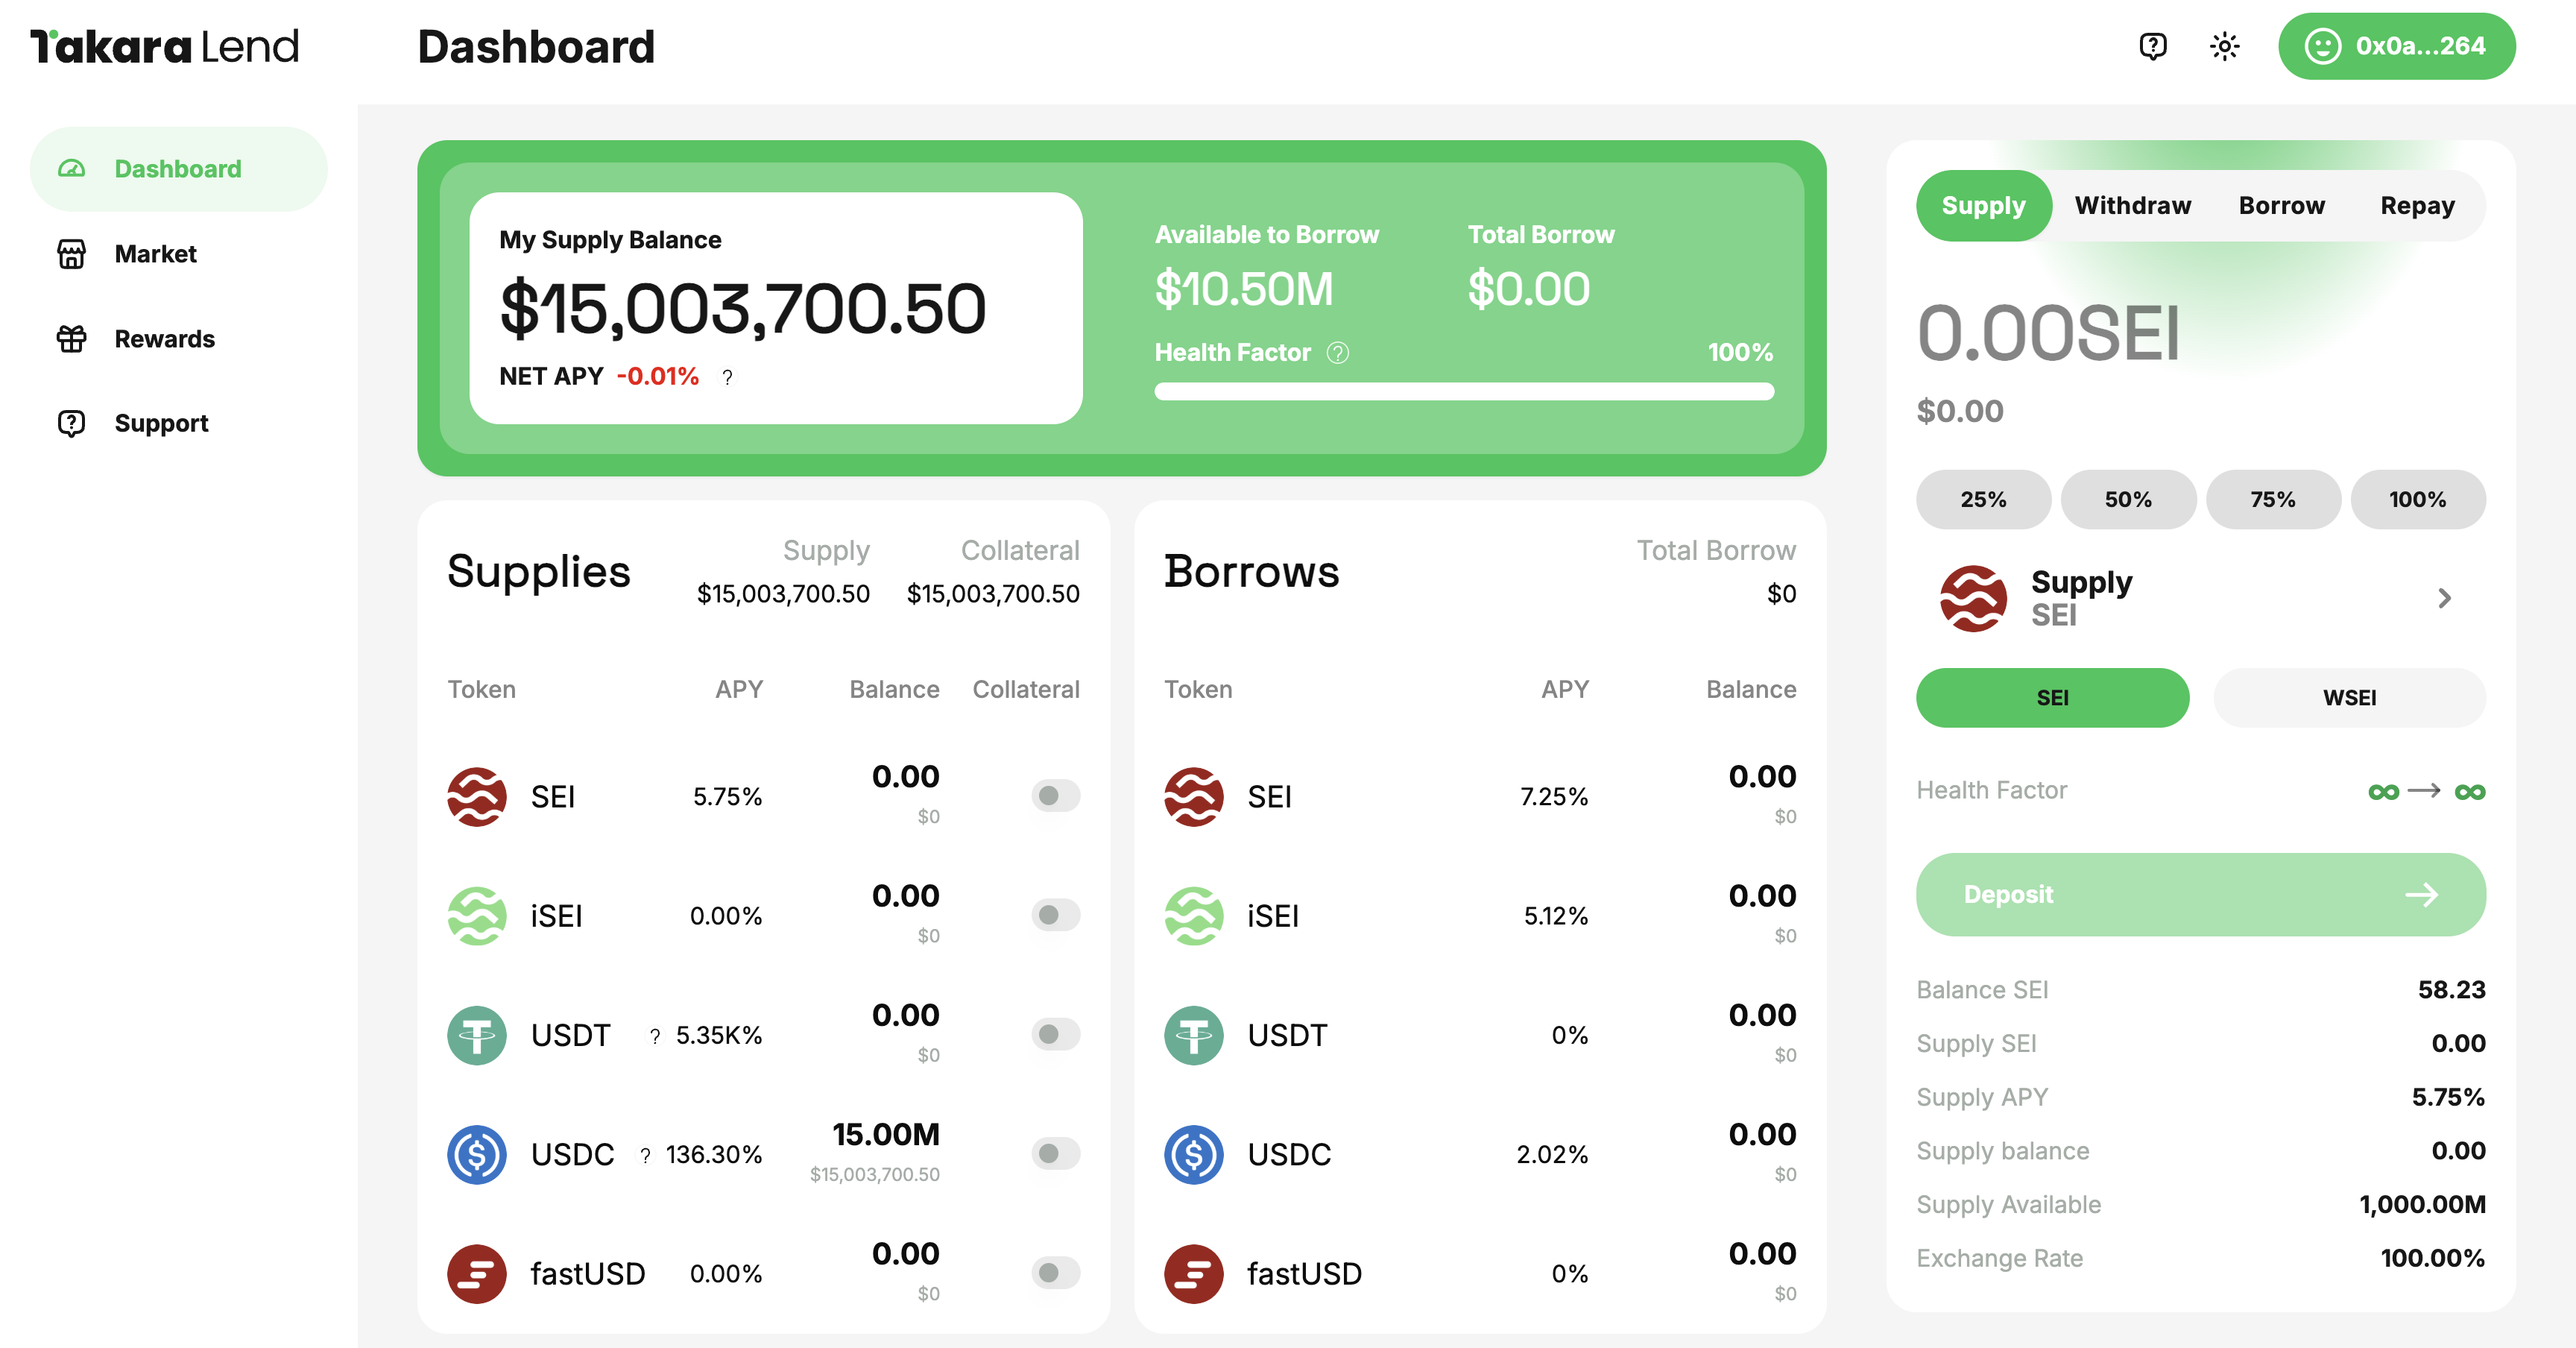 Takara Lend
Dashboard
0x0a...264
Dashboard
Market
Rewards
Support
My Supply Balance
$15,003,700.50
NET APY -0.01% ?
Available to Borrow
$10.50M
Total Borrow
$0.00
Health Factor ?
100%
Supplies
Supply
$15,003,700.50
Collateral
$15,003,700.50
Token APY Balance Collateral
SEI 5.75% 0.00
$0
iSEI 0.00% 0.00
$0
USDT ? 5.35K% 0.00
$0
USDC ? 136.30% 15.00M
$15,003,700.50
fastUSD 0.00% 0.00
$0
Borrows
Total Borrow
$0
Token APY Balance
SEI 7.25% 0.00
$0
iSEI 5.12% 0.00
$0
USDT 0% 0.00
$0
USDC 2.02% 0.00
$0
fastUSD 0% 0.00
$0
Supply Withdraw Borrow Repay
0.00SEI
$0.00
25% 50% 75% 100%
Supply
SEI
SEI WSEI
Health Factor ∞ → ∞
Deposit →
Balance SEI 58.23
Supply SEI 0.00
Supply APY 5.75%
Supply balance 0.00
Supply Available 1,000.00M
Exchange Rate 100.00%